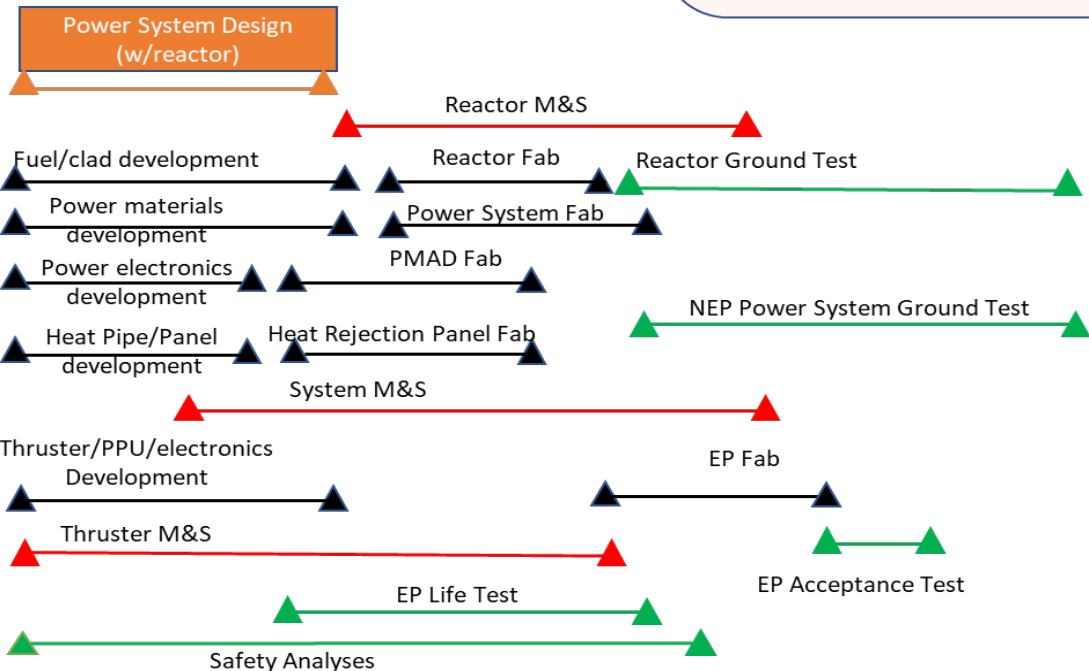 Power System Design
(w/reactor)
Reactor M&S
Fuel/clad development
Reactor Fab
Reactor Ground Test
Power materials
development
Power System Fab
Power electronics
development
PMAD Fab
NEP Power System Ground Test
Heat Pipe/Panel
development
Heat Rejection Panel Fab
System M&S
Thruster/PPU/electronics
Development
EP Fab
Thruster M&S
EP Acceptance Test
EP Life Test
Safety Analyses